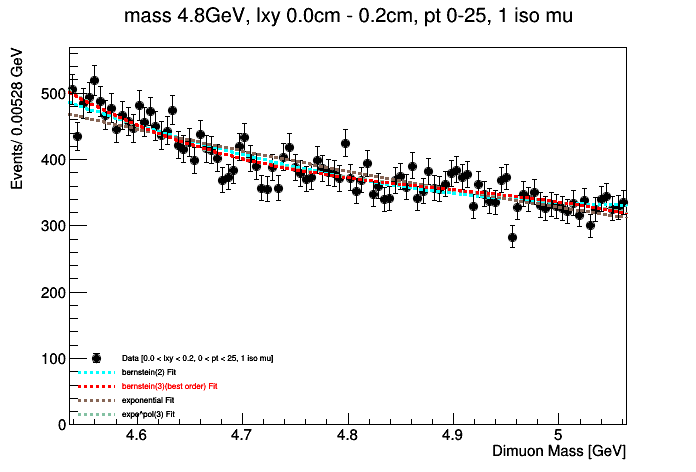 mass 4.8GeV, lxy 0.0cm - 0.2cm, pt 0-25, 1 iso mu
Events/ 0.00528 GeV
500
400
300
200
100
0
Data [0.0 < lxy < 0.2, 0 < pt < 25, 1 iso mu]
bernstein(2) Fit
bernstein(3)(best order) Fit
exponential Fit
expo*pol(3) Fit
4.6 4.7 4.8 4.9 5
Dimuon Mass [GeV]